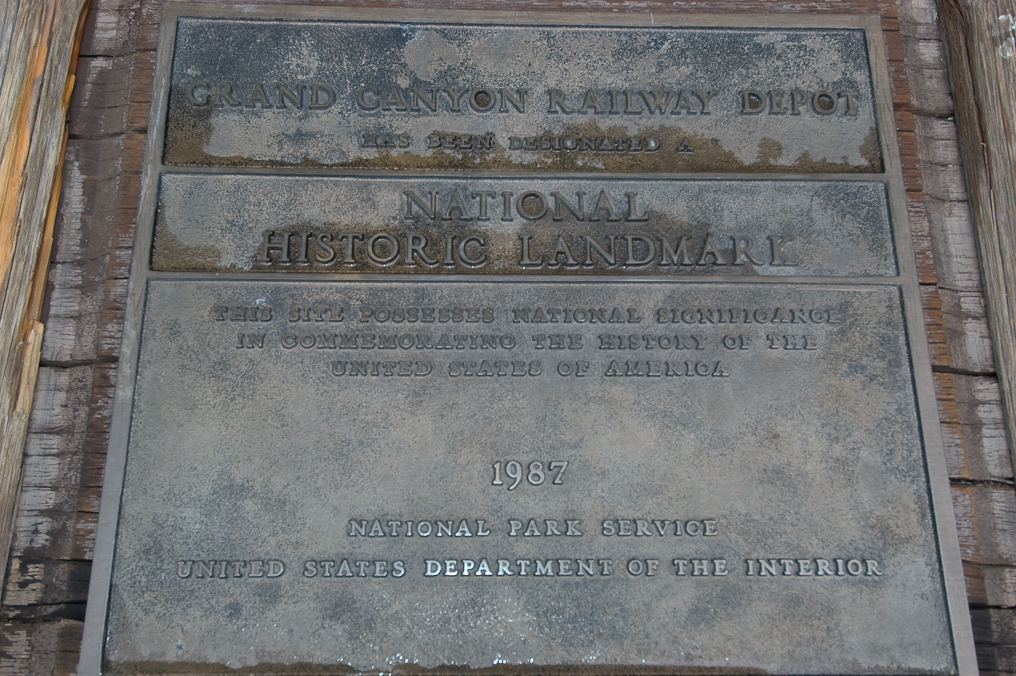 GRAND CANYON RAILWAY DEPOT
HAS BEEN DESIGNATED A
NATIONAL
HISTORIC LANDMARK
THIS SITE POSSESSES NATIONAL SIGNIFICANCE
IN COMMEMORATING THE HISTORY OF THE
UNITED STATES OF AMERICA
1987
NATIONAL PARK SERVICE
UNITED STATES DEPARTMENT OF THE INTERIOR